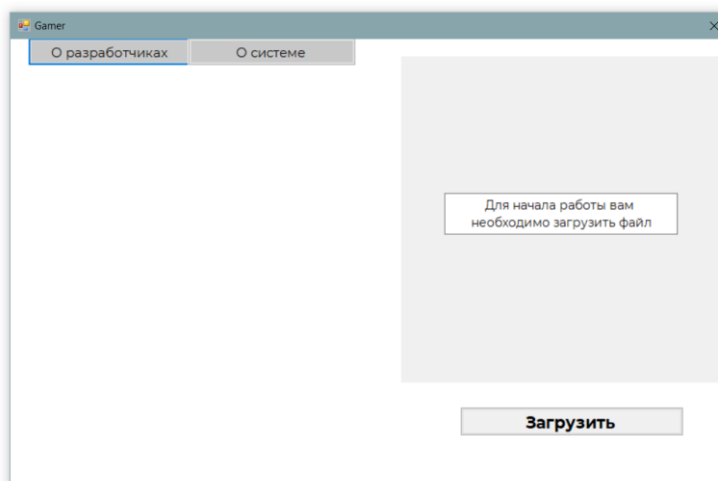 Gamer
О разработчиках
О системе
Для начала работы вам
необходимо загрузить файл
Загрузить